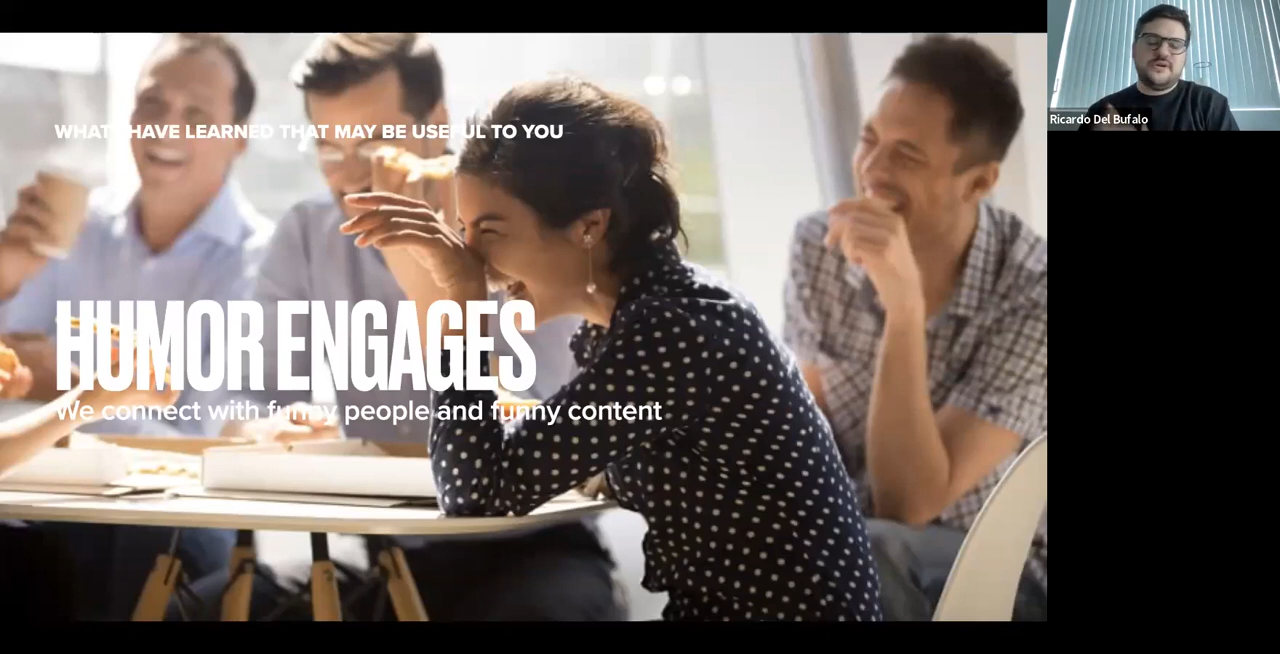 WHAT I HAVE LEARNED THAT MAY BE USEFUL TO YOU
HUMOR ENGAGES
We connect with funny people and funny content
Ricardo Del Bufalo